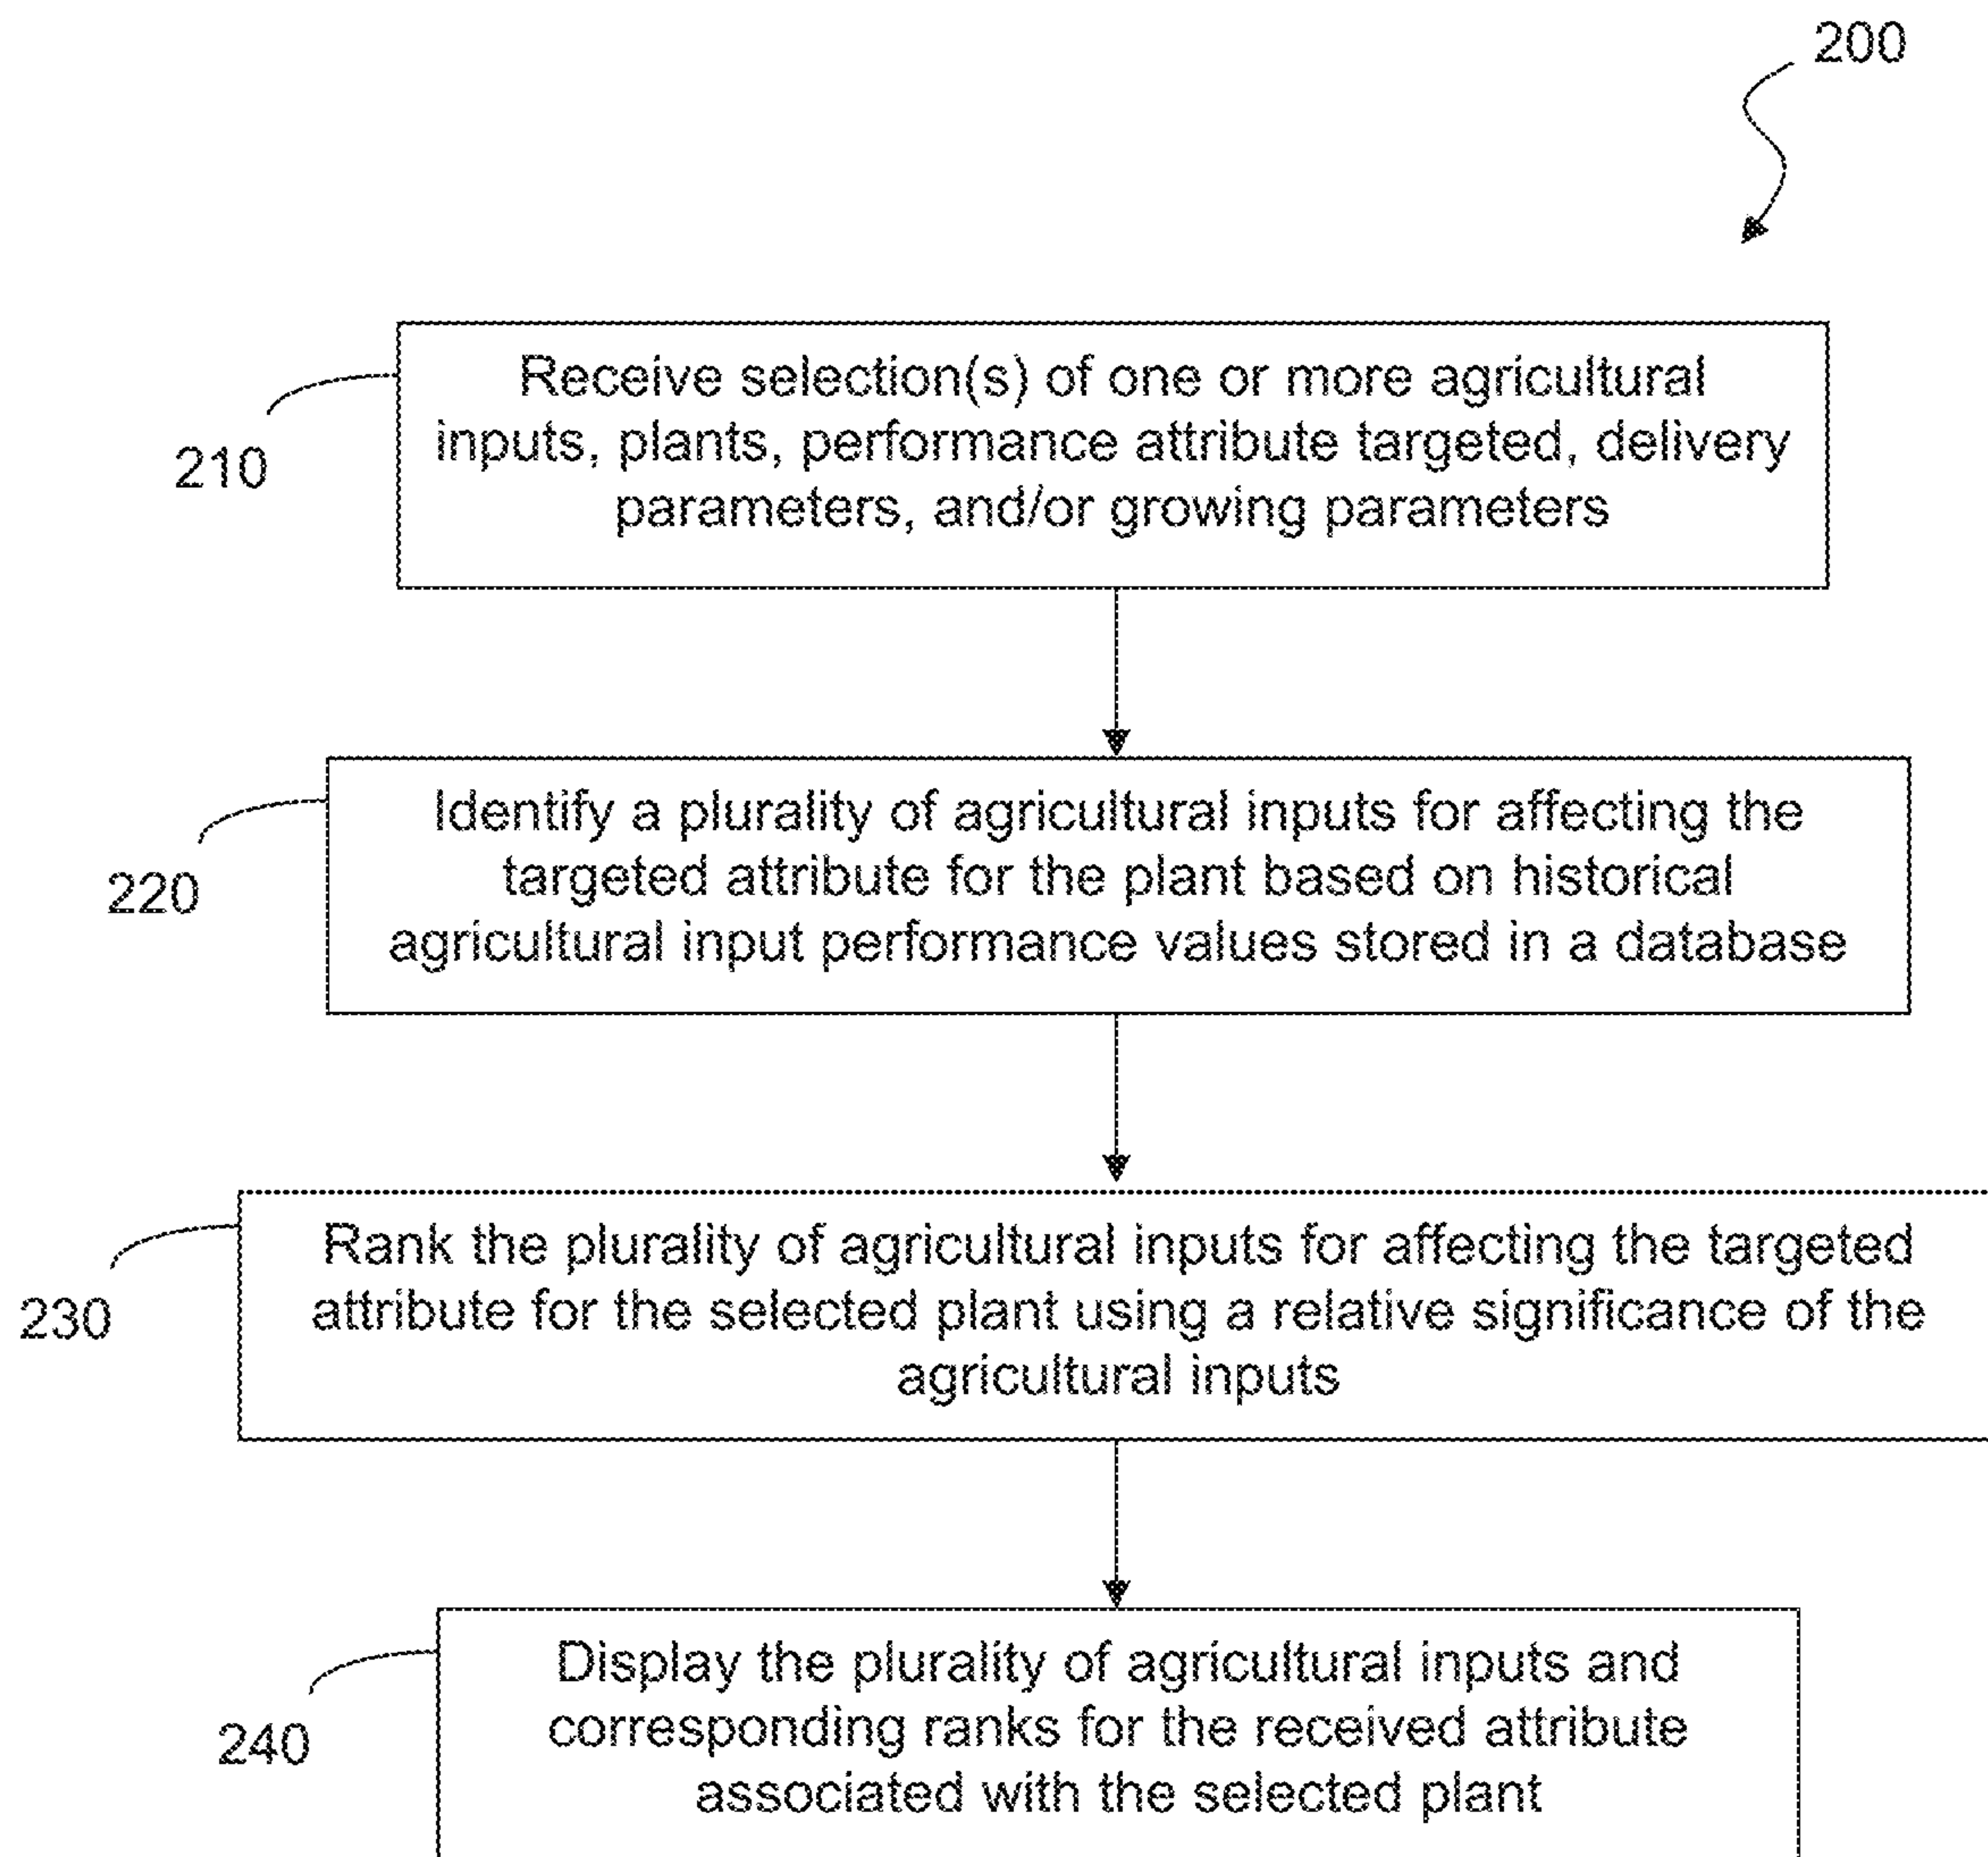 200
210
Receive selection(s) of one or more agricultural
inputs, plants, performance attribute targeted, delivery
parameters, and/or growing parameters
220
Identify a plurality of agricultural inputs for affecting the
targeted attribute for the plant based on historical
agricultural input performance values stored in a database
230
Rank the plurality of agricultural inputs for affecting the targeted
attribute for the selected plant using a relative significance of the
agricultural inputs
240
Display the plurality of agricultural inputs and
corresponding ranks for the received attribute
associated with the selected plant